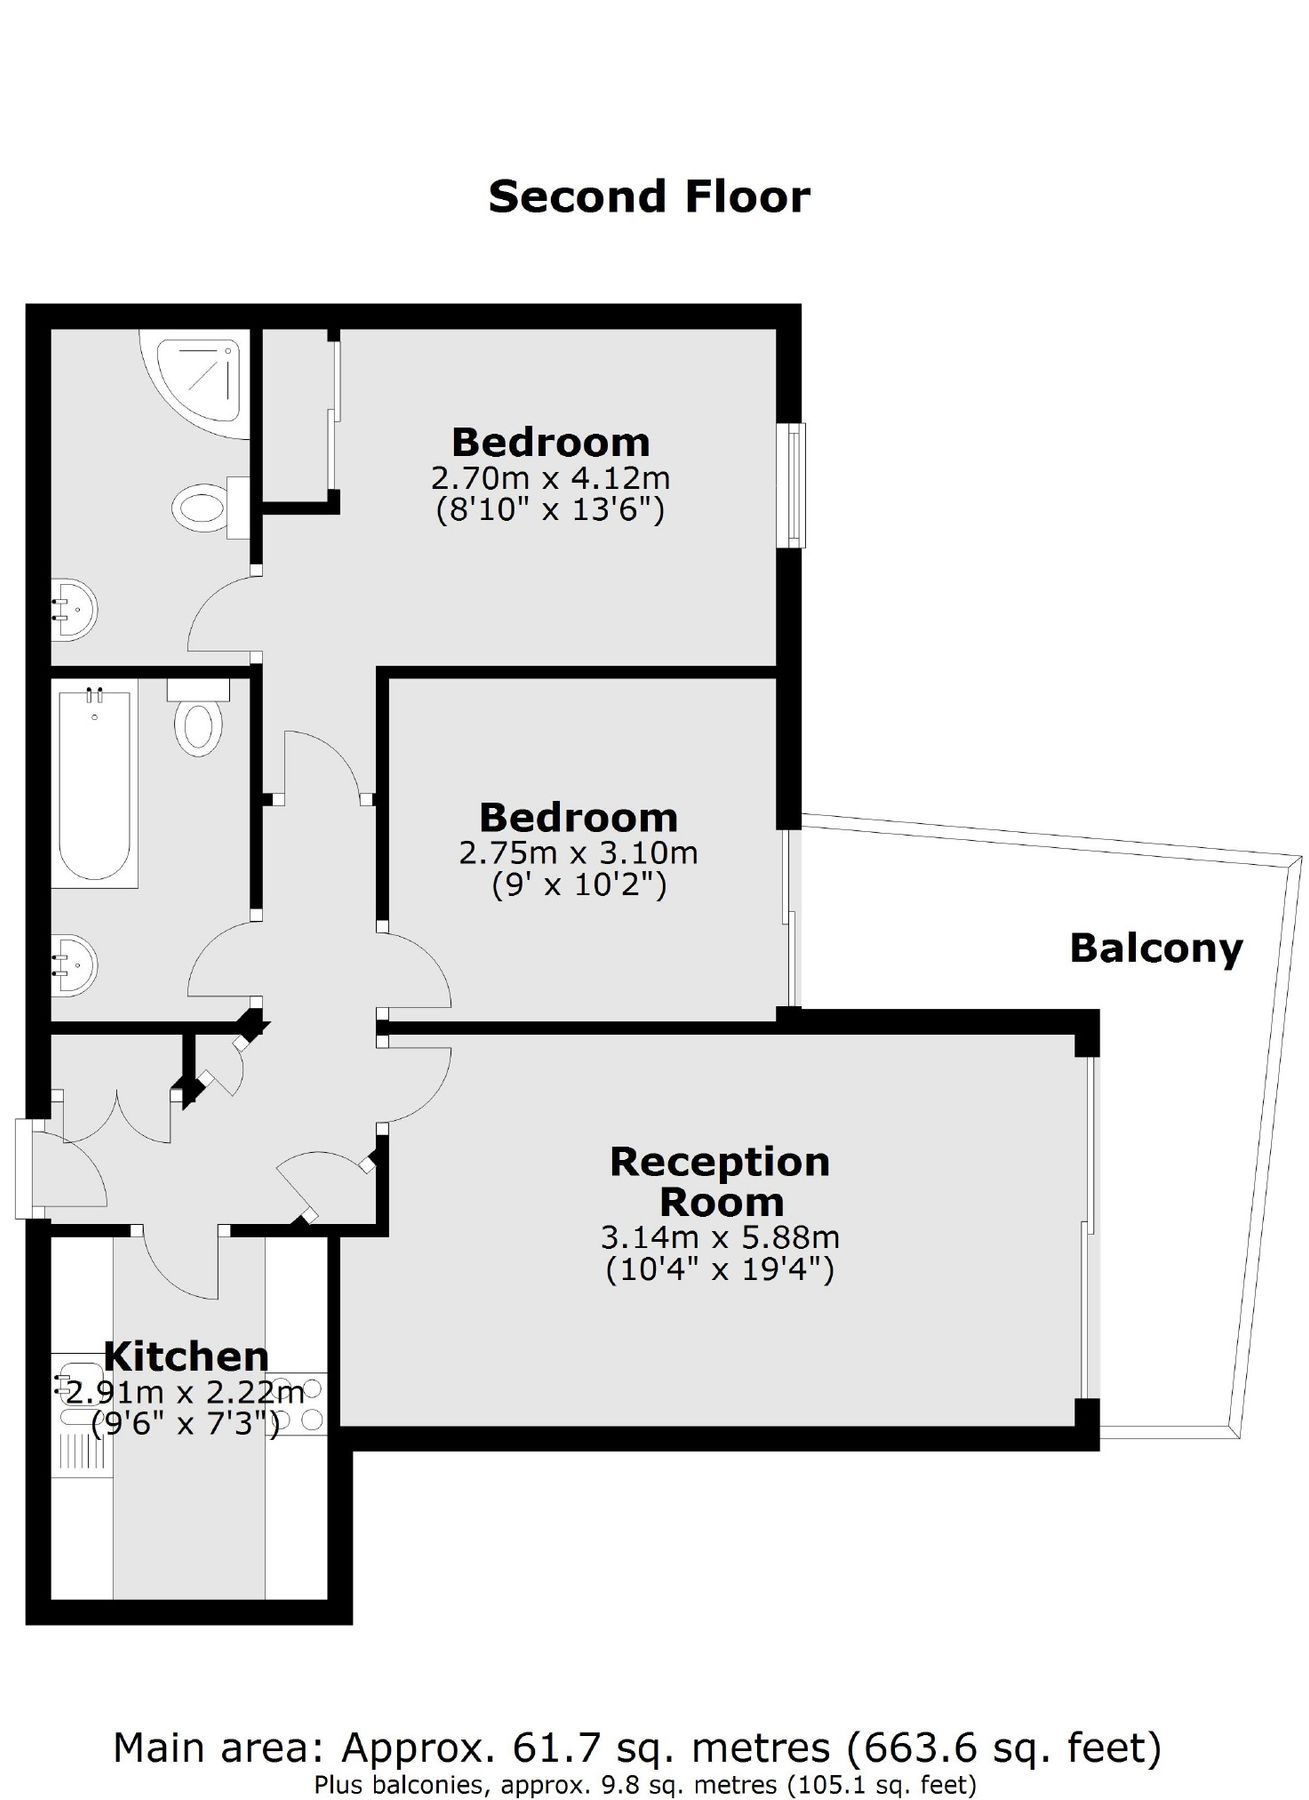 Second Floor
Bedroom
2.70m x 4.12m
(8'10" x 13'6")
Bedroom
2.75m x 3.10m
(9' x 10'2")
Balcony
Reception
Room
3.14m x 5.88m
(10'4" x 19'4")
Kitchen
2.91m x 2.22m
(9'6" x 7'3")
Main area: Approx. 61.7 sq. metres (663.6 sq. feet)
Plus balconies, approx. 9.8 sq. metres (105.1 sq. feet)